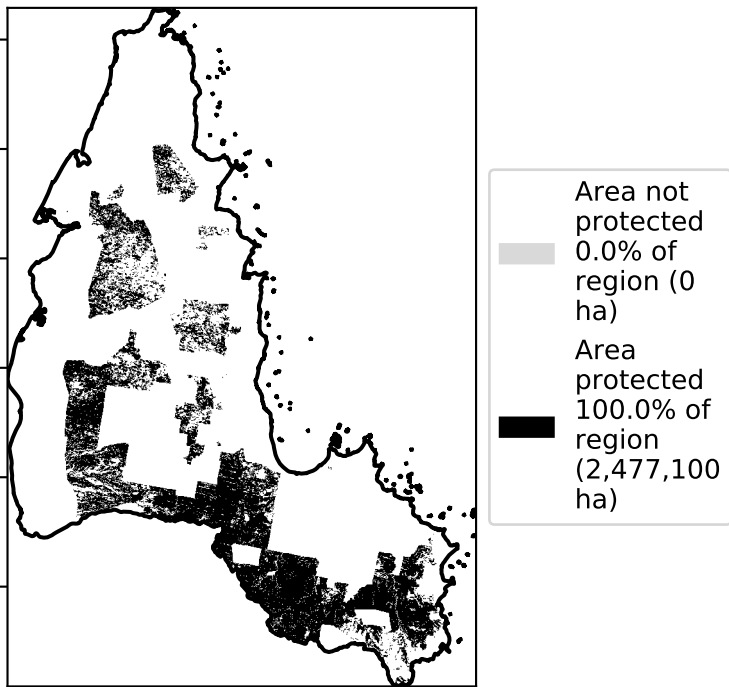 Area not
protected
0.0% of
region (0
ha)
Area
protected
100.0% of
region
(2,477,100
ha)